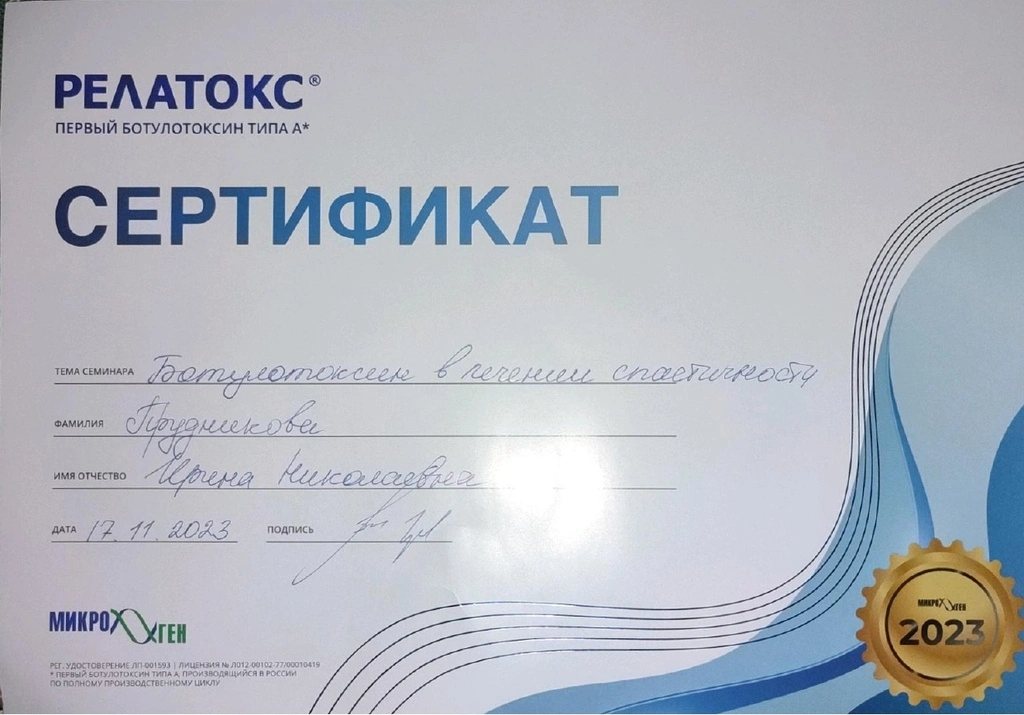 РЕЛАТОКС®
ПЕРВЫЙ БОТУЛОТОКСИН ТИПА А*
СЕРТИФИКАТ
ТЕМА СЕМИНАРА Ботулотоксин в лечении спастичности
ФАМИЛИЯ Прудникова
ИМЯ ОТЧЕСТВО Ирина Николаевна
ДАТА 17.11.2023 ПОДПИСЬ
МИКРОГЕН
РЕГ. УДОСТОВЕРЕНИЕ ЛП-001593 | ЛИЦЕНЗИЯ № Л012-00102-77/00010419
* ПЕРВЫЙ БОТУЛОТОКСИН ТИПА А, ПРОИЗВОДЯЩИЙСЯ В РОССИИ
ПО ПОЛНОМУ ПРОИЗВОДСТВЕННОМУ ЦИКЛУ
МИКРОГЕН
2023